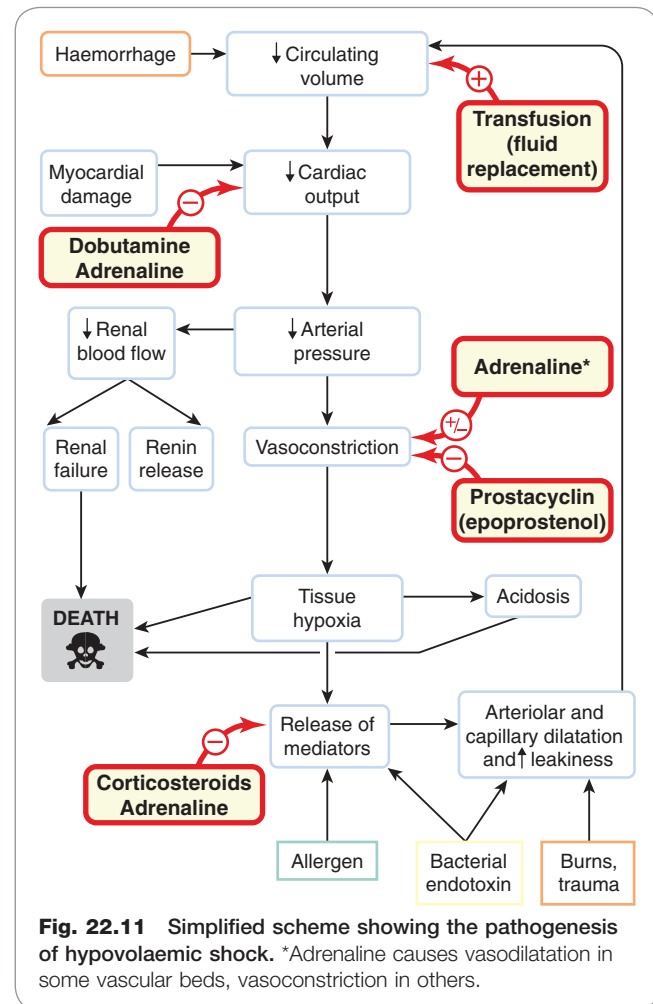 Haemorrhage
↓ Circulating
volume
+
Transfusion
(fluid
replacement)
Myocardial
damage
↓ Cardiac
output
−
Dobutamine
Adrenaline
↓ Renal
blood flow
↓ Arterial
pressure
Adrenaline*
+/−
Renal
failure
Renin
release
Vasoconstriction
−
Prostacyclin
(epoprostenol)
DEATH
Tissue
hypoxia
Acidosis
−
Corticosteroids
Adrenaline
Release of
mediators
Arteriolar and
capillary dilatation
and ↑ leakiness
Allergen
Bacterial
endotoxin
Burns,
trauma
Fig. 22.11 Simplified scheme showing the pathogenesis
of hypovolaemic shock. *Adrenaline causes vasodilatation in
some vascular beds, vasoconstriction in others.